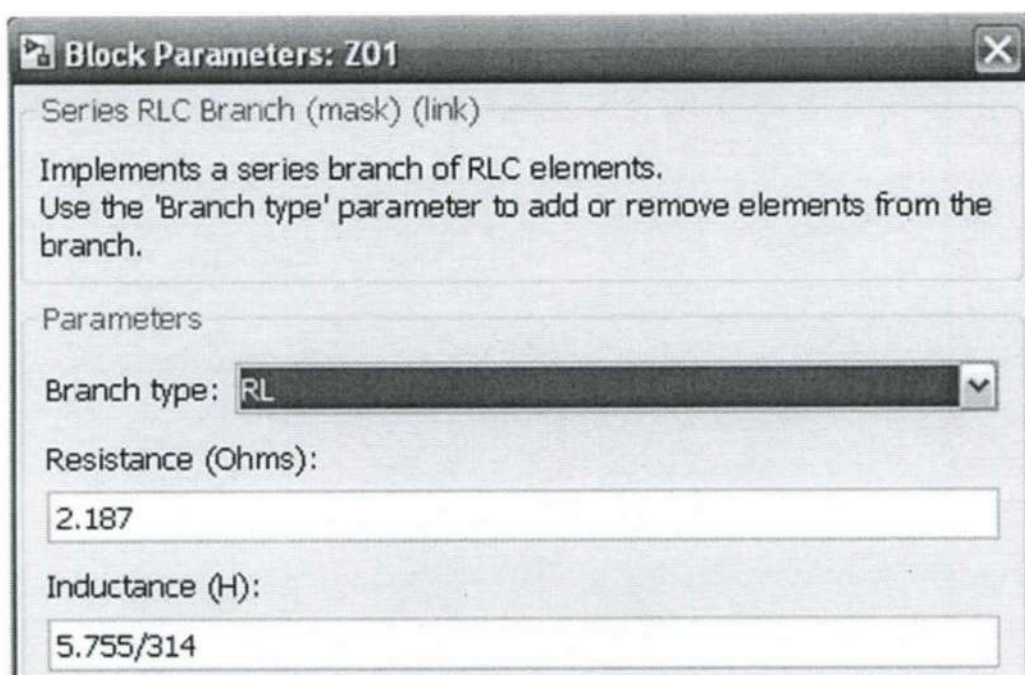 Block Parameters: Z01
Series RLC Branch (mask) (link)
Implements a series branch of RLC elements.
Use the 'Branch type' parameter to add or remove elements from the
branch.
Parameters
Branch type: RL
Resistance (Ohms):
2.187
Inductance (H):
5.755/314